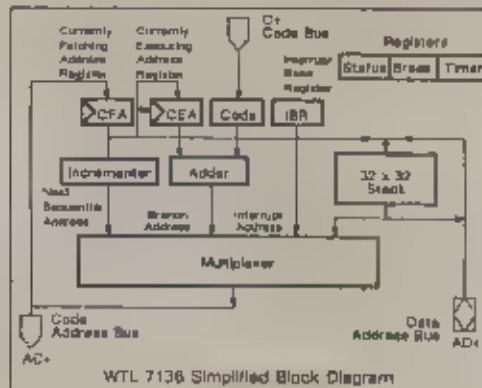 C+
Code Bus
Currently
Fetching
Address
Register
Currently
Executing
Address
Register
Interrupt
Base
Register
Registers
Status
Break
Timer
CFA
CEA
Code
IBR
Incrementer
Adder
32 x 32
Stack
Next
Sequential
Address
Branch
Address
Interrupt
Address
Multiplexer
Code
Address Bus
AC+
Data
Address Bus
AD+
WTL 7136 Simplified Block Diagram